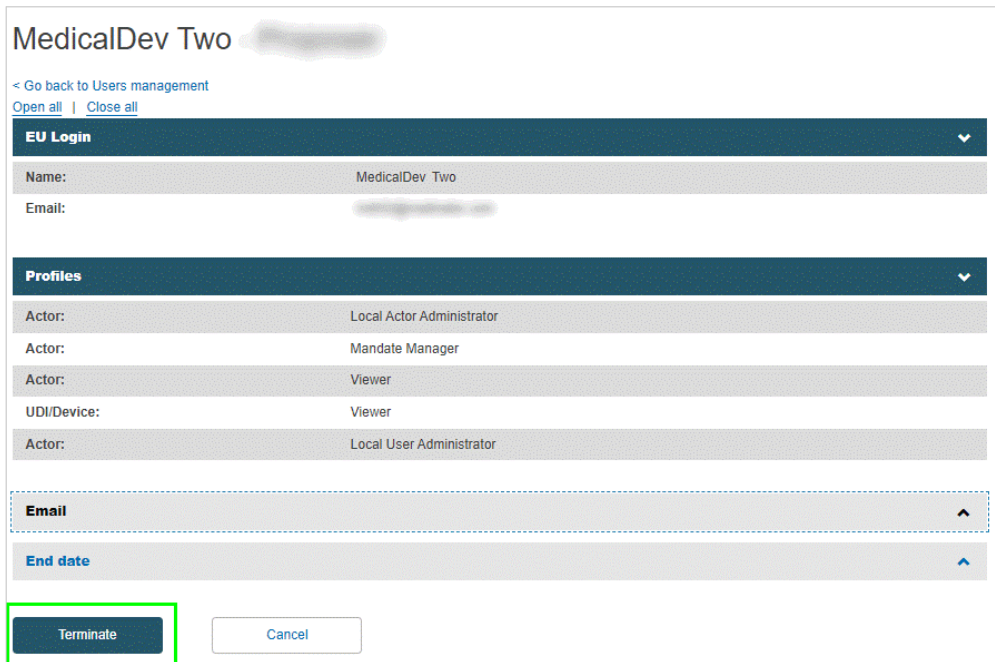 MedicalDev Two
< Go back to Users management
Open all | Close all
EU Login
Name: MedicalDev Two
Email:
Profiles
Actor: Local Actor Administrator
Actor: Mandate Manager
Actor: Viewer
UDI/Device: Viewer
Actor: Local User Administrator
Email
End date
Terminate Cancel